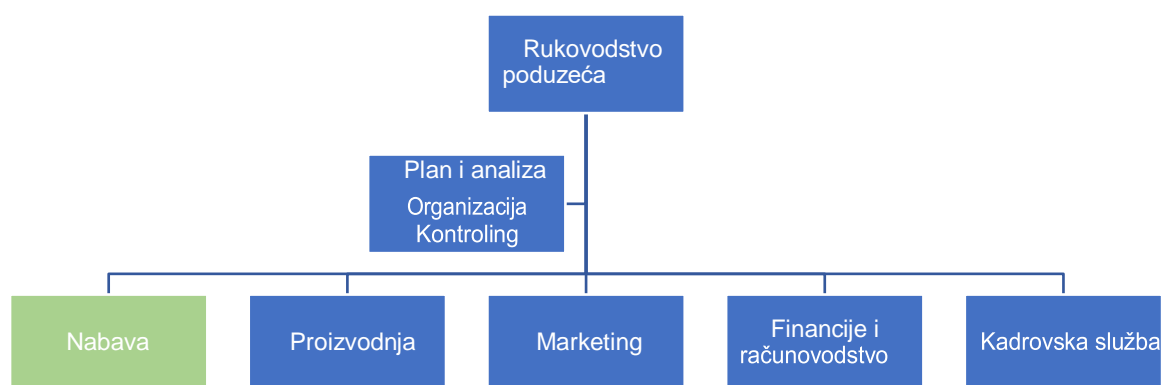 Rukovodstvo
poduzeća
Plan i analiza
Organizacija
Kontroling
Nabava
Proizvodnja
Marketing
Financije i
računovodstvo
Kadrovska služba